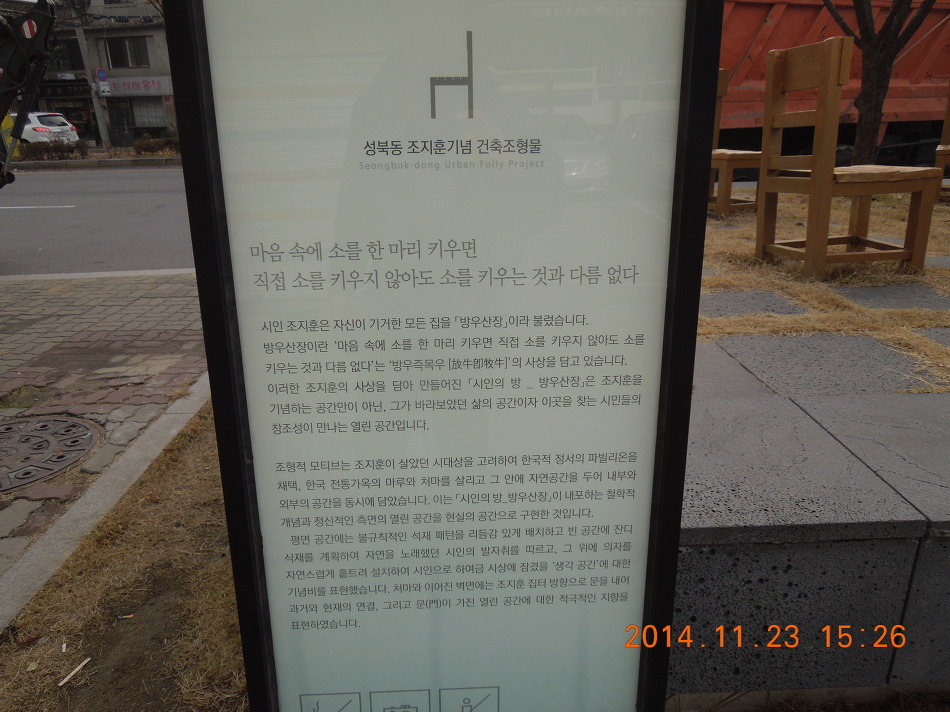 성북동 조지훈기념 건축조형물
Seongbuk-dong Urban Folly Project
마음 속에 소를 한 마리 키우면
직접 소를 키우지 않아도 소를 키우는 것과 다름 없다
시인 조지훈은 자신이 기거한 모든 집을 「방우산장」이라 불렀습니다.
방우산장이란 ‘마음 속에 소를 한 마리 키우면 직접 소를 키우지 않아도 소를
키우는 것과 다름 없다’는 ‘방우즉목우 [放牛卽牧牛]’의 사상을 담고 있습니다.
이러한 조지훈의 사상을 담아 만들어진 「시인의 방 _ 방우산장」은 조지훈을
기념하는 공간만이 아닌, 그가 바라보았던 삶의 공간이자 이곳을 찾는 시민들의
창조성이 만나는 열린 공간입니다.
조형적 모티브는 조지훈이 살았던 시대상을 고려하여 한국적 정서의 파빌리온을
채택, 한국 전통가옥의 마루와 처마를 살리고 그 안에 자연공간을 두어 내부와
외부의 공간을 동시에 담았습니다. 이는 「시인의 방_방우산장」이 내포하는 철학적
개념과 정신적인 측면의 열린 공간을 현실의 공간으로 구현한 것입니다.
평면 공간에는 불규칙적인 석재 패턴을 리듬감 있게 배치하고 빈 공간에 잔디
식재를 계획하여 자연을 노래했던 시인의 발자취를 따르고, 그 위에 의자를
자연스럽게 흩트려 설치하여 시인으로 하여금 시상에 잠겼을 ‘생각 공간’에 대한
기념비를 표현했습니다. 처마와 이어진 벽면에는 조지훈 집터 방향으로 문을 내어
과거와 현재의 연결, 그리고 문(門)이 가진 열린 공간에 대한 적극적인 지향을
표현하였습니다.
2014.11.23 15:26